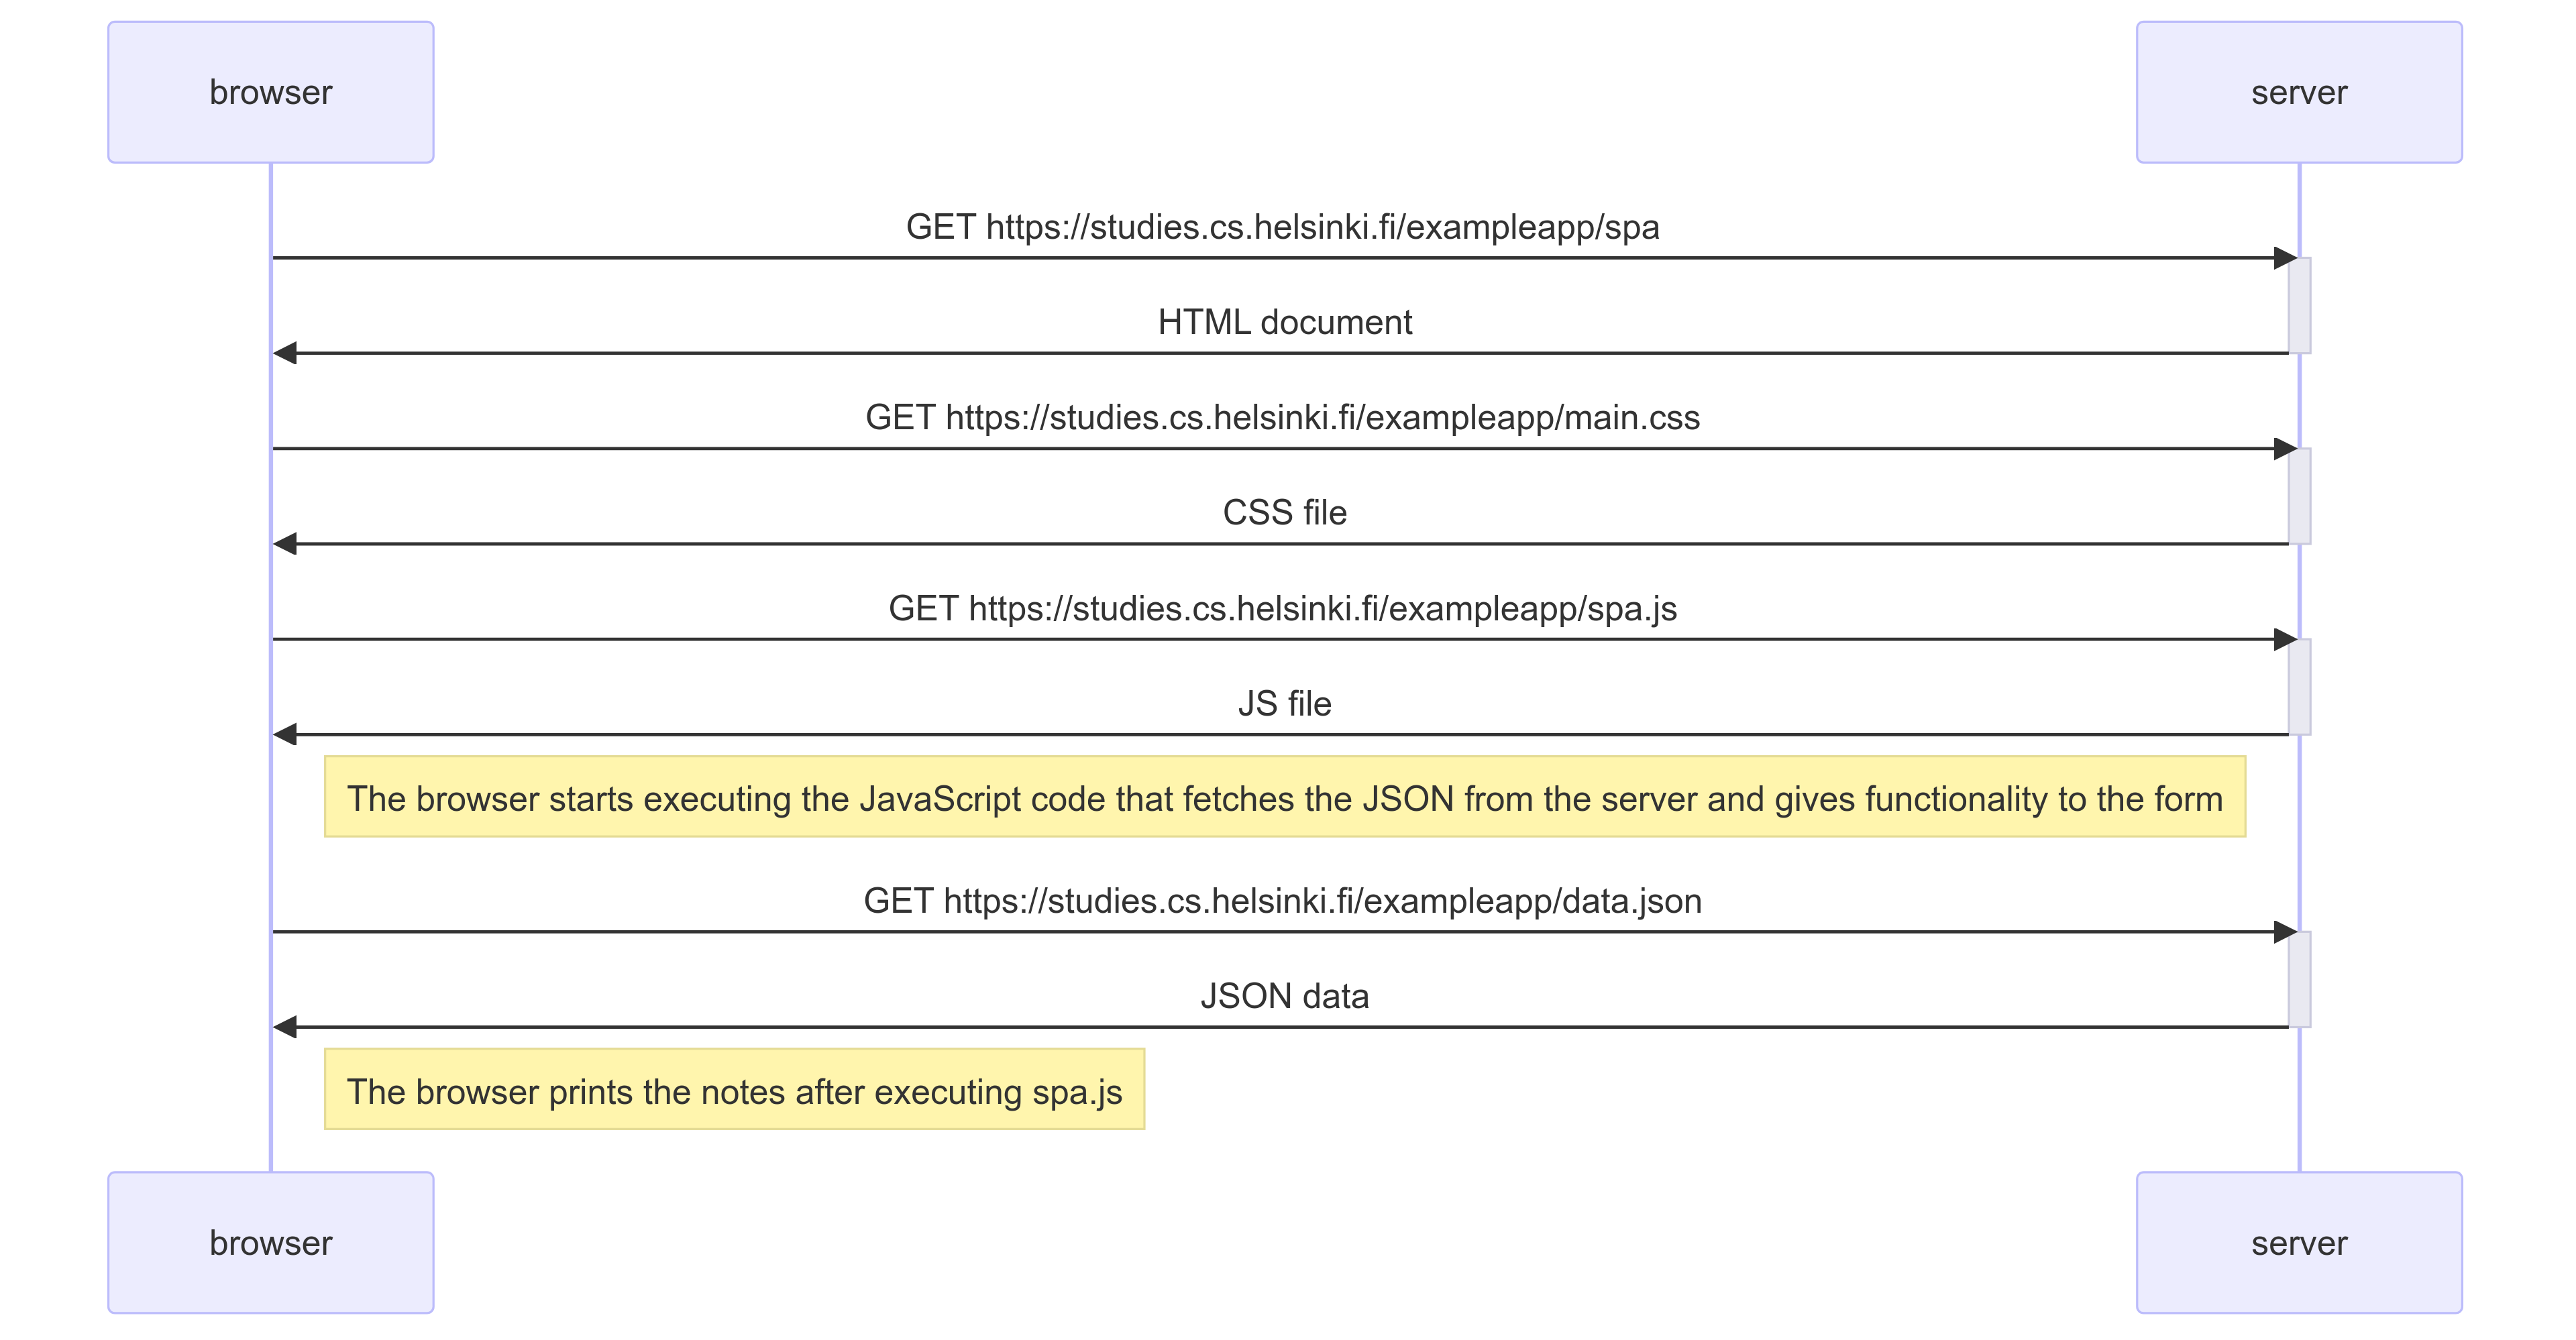 browser
server
GET https://studies.cs.helsinki.fi/exampleapp/spa
HTML document
GET https://studies.cs.helsinki.fi/exampleapp/main.css
CSS file
GET https://studies.cs.helsinki.fi/exampleapp/spa.js
JS file
The browser starts executing the JavaScript code that fetches the JSON from the server and gives functionality to the form
GET https://studies.cs.helsinki.fi/exampleapp/data.json
JSON data
The browser prints the notes after executing spa.js
browser
server